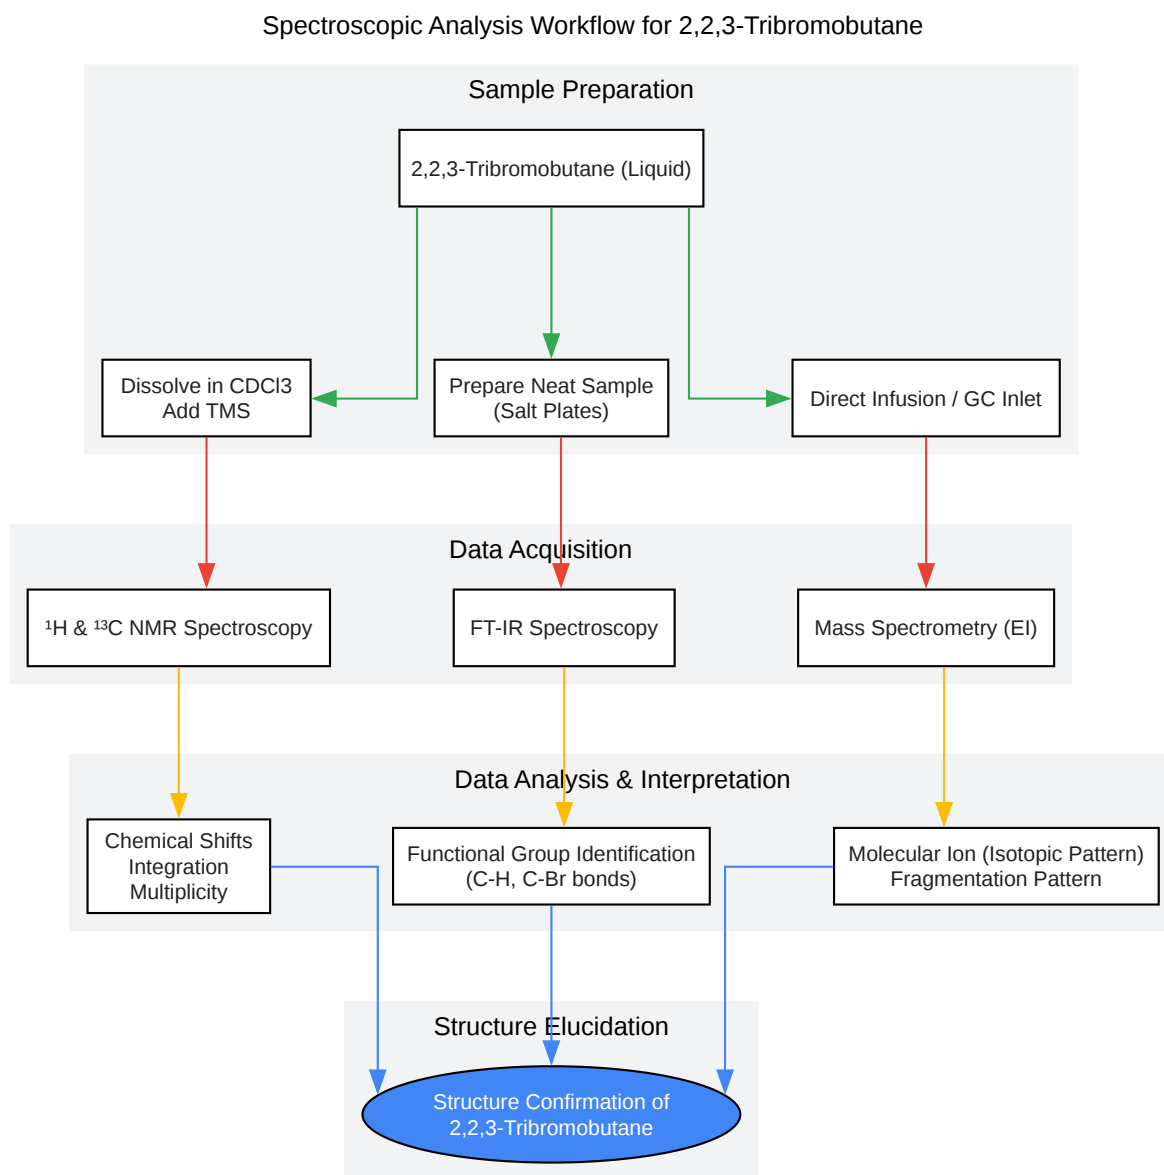 Spectroscopic Analysis Workflow for 2,2,3-Tribromobutane
Sample Preparation
2,2,3-Tribromobutane (Liquid)
Dissolve in CDCl3
Add TMS
Prepare Neat Sample
(Salt Plates)
Direct Infusion / GC Inlet
Data Acquisition
¹H & ¹³C NMR Spectroscopy
FT-IR Spectroscopy
Mass Spectrometry (EI)
Data Analysis & Interpretation
Chemical Shifts
Integration
Multiplicity
Functional Group Identification
(C-H, C-Br bonds)
Molecular Ion (Isotopic Pattern)
Fragmentation Pattern
Structure Elucidation
Structure Confirmation of
2,2,3-Tribromobutane